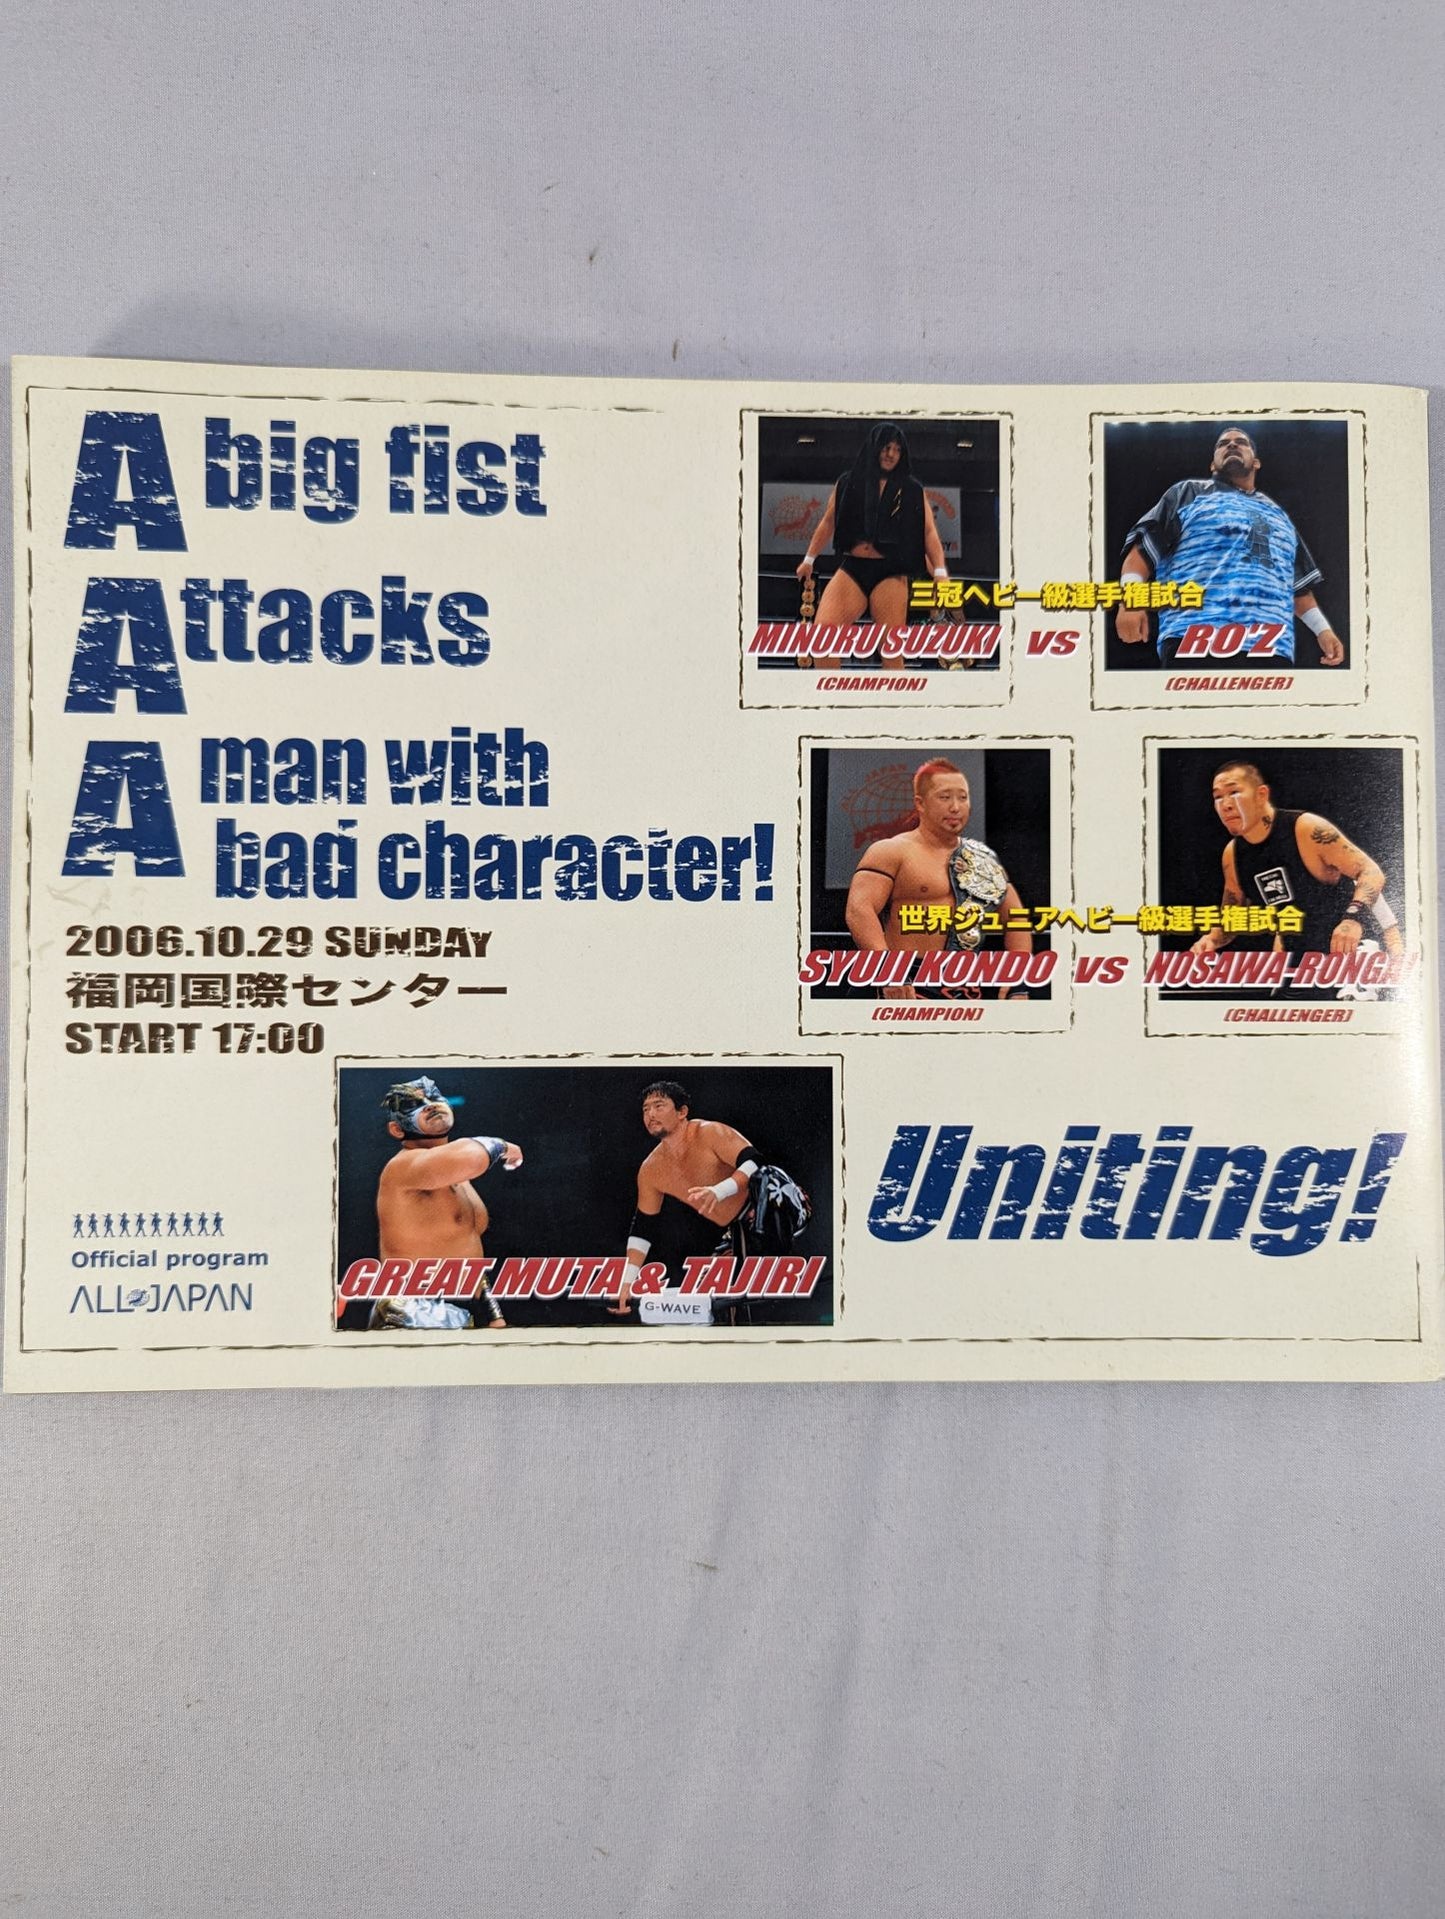 A big fist
Attacks
A man with
bad character!
2006.10.29 SUNDAY
福岡国際センター
START 17:00
三冠ヘビー級選手権試合
MINORU SUZUKI VS RO'Z
(CHAMPION) (CHALLENGER)
世界ジュニアヘビー級選手権試合
SYUJI KONDO VS NOSAWA-RONGAI
(CHAMPION) (CHALLENGER)
GREAT MUTA & TAJIRI
G-WAVE
Uniting!
Official program
ALL JAPAN